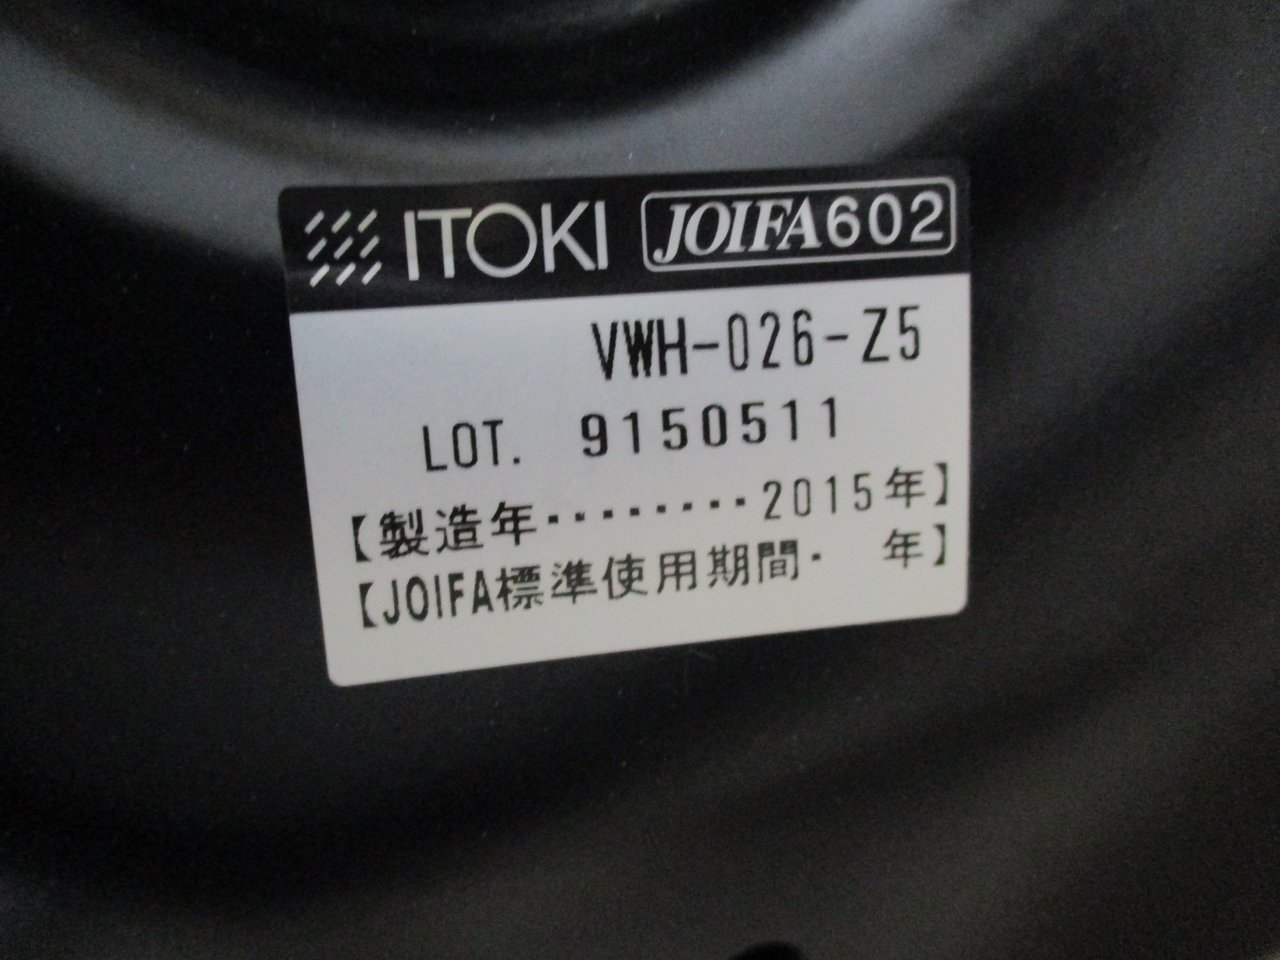 ITOKI JOIFA602
VWH-026-Z5
LOT. 9150511
【製造年････････2015年】
【JOIFA標準使用期間･　年】